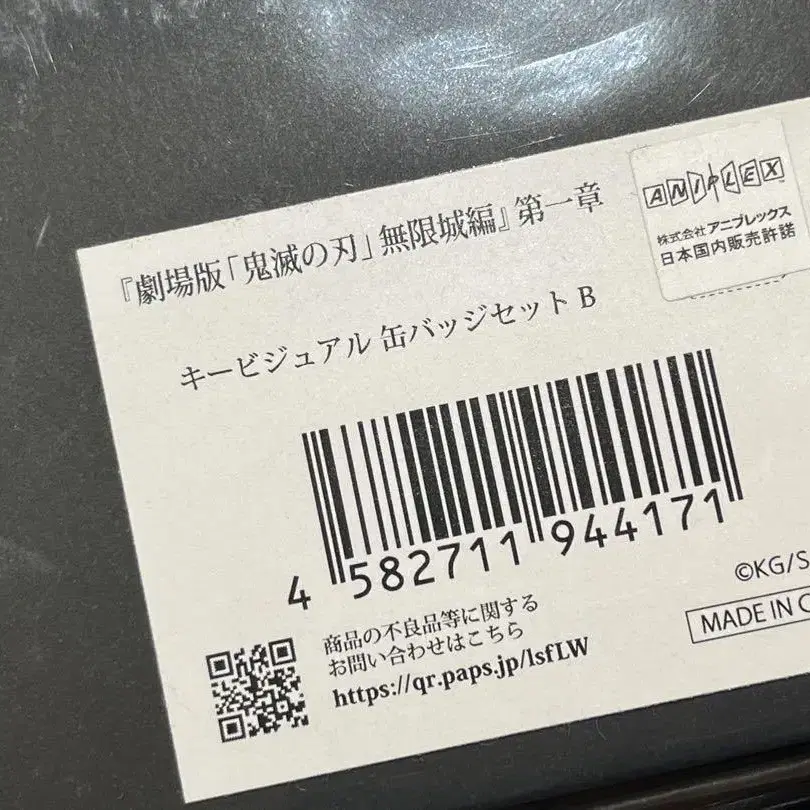 『劇場版「鬼滅の刃」無限城編』第一章
キービジュアル 缶バッジセット B
ANIPLEX
株式会社アニプレックス
日本国内販売許諾
4 582711 944171
©KG/S
MADE IN C
商品の不良品等に関する
お問い合わせはこちら
https://qr.paps.jp/lsfLW